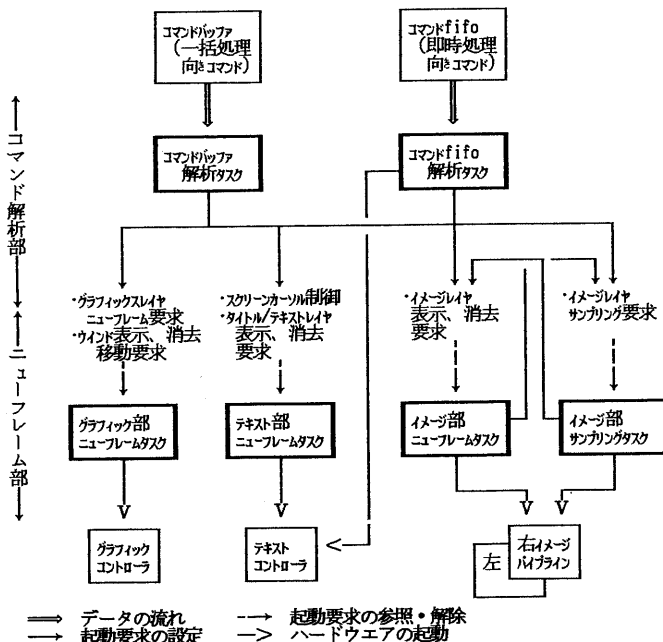 コマンドバッファ
（一括処理
向きコマンド）
コマンドfifo
（即時処理
向きコマンド）
コマンド解析部
コマンドバッファ
解析タスク
コマンドfifo
解析タスク
・グラフィックスレイヤ
ニューフレーム要求
・ウインド表示、消去
移動要求
・スクリーンカーソル制御
・タイトル/テキストレイヤ
表示、消去
要求
・イメージレイヤ
表示、消去
要求
・イメージレイヤ
サンプリング要求
ニューフレーム部
グラフィック部
ニューフレームタスク
テキスト部
ニューフレームタスク
イメージ部
ニューフレームタスク
イメージ部
サンプリングタスク
グラフィック
コントローラ
テキスト
コントローラ
左
右イメージ
パイプライン
⇒ データの流れ
→ 起動要求の設定
--→ 起動要求の参照・解除
—> ハードウエアの起動